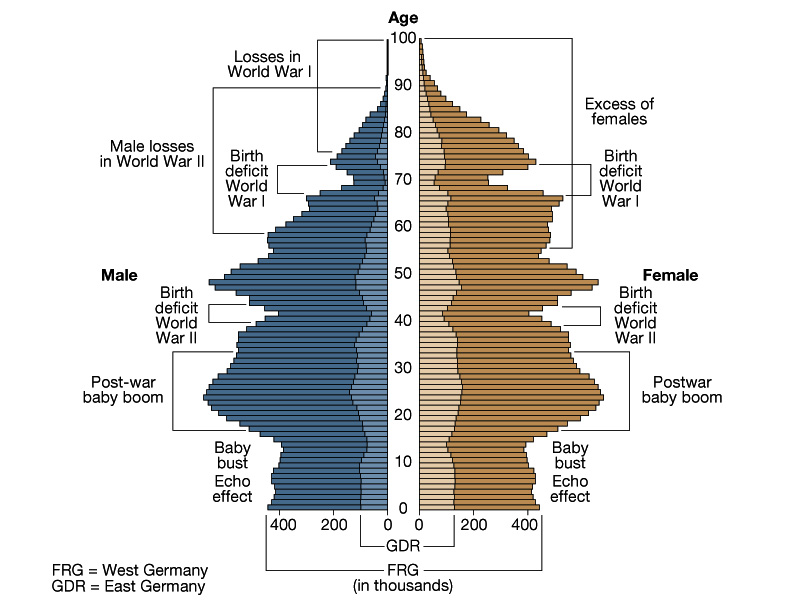 Age
100
90
80
70
60
50
40
30
20
10
0
Losses in
World War I
Male losses
in World War II
Birth
deficit
World
War I
Male
Birth
deficit
World
War II
Post-war
baby boom
Baby
bust
Echo
effect
Excess of
females
Birth
deficit
World
War I
Female
Birth
deficit
World
War II
Postwar
baby boom
Baby
bust
Echo
effect
400 200 0 0 200 400
GDR
FRG
(in thousands)
FRG = West Germany
GDR = East Germany